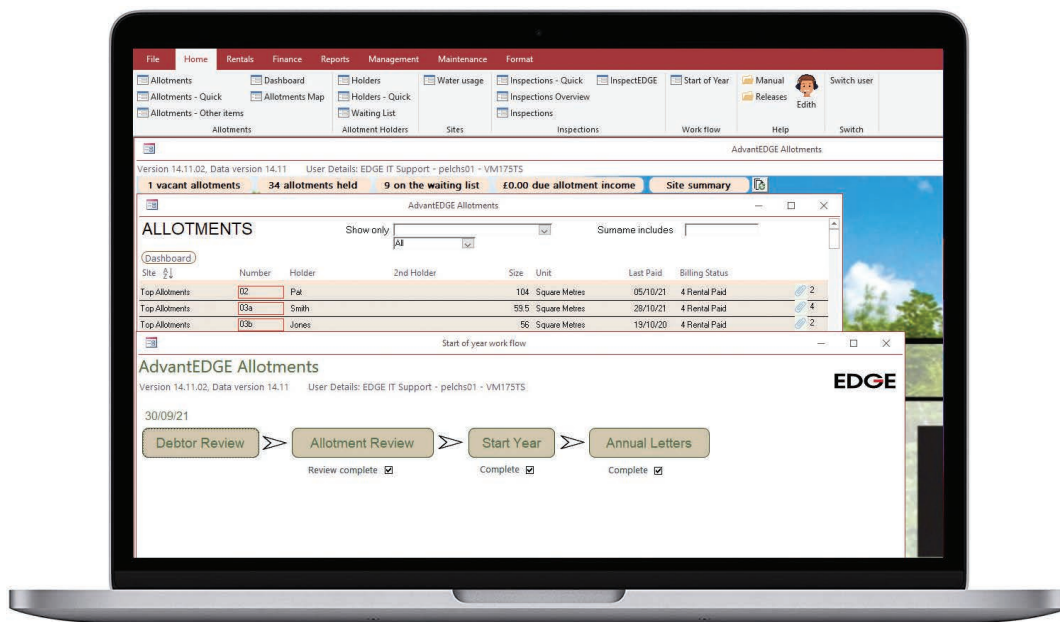 File Home Rentals Finance Reports Management Maintenance Format
Allotments Dashboard Holders Water usage Inspections - Quick InspectEDGE Start of Year Manual Switch user
Allotments - Quick Allotments Map Holders - Quick Inspections Overview Releases
Edith
Allotments - Other items Waiting List Inspections
Allotments Allotment Holders Sites Inspections Work flow Help Switch
AdvantEDGE Allotments
Version 14.11.02, Data version 14.11 User Details: EDGE IT Support - pelchs01 - VM175TS
1 vacant allotments 34 allotments held 9 on the waiting list £0.00 due allotment income Site summary
AdvantEDGE Allotments
ALLOTMENTS Show only Surname includes
All
Dashboard
Site Number Holder 2nd Holder Size Unit Last Paid Billing Status
Top Allotments 02 Pat 104 Square Metres 05/10/21 4 Rental Paid 2
Top Allotments 03a Smith 59.5 Square Metres 28/10/21 4 Rental Paid 4
Top Allotments 03b Jones 56 Square Metres 19/10/20 4 Rental Paid 2
Start of year work flow
AdvantEDGE Allotments
EDGE
Version 14.11.02, Data version 14.11 User Details: EDGE IT Support - pelchs01 - VM175TS
30/09/21
Debtor Review Allotment Review Start Year Annual Letters
Review complete Complete Complete